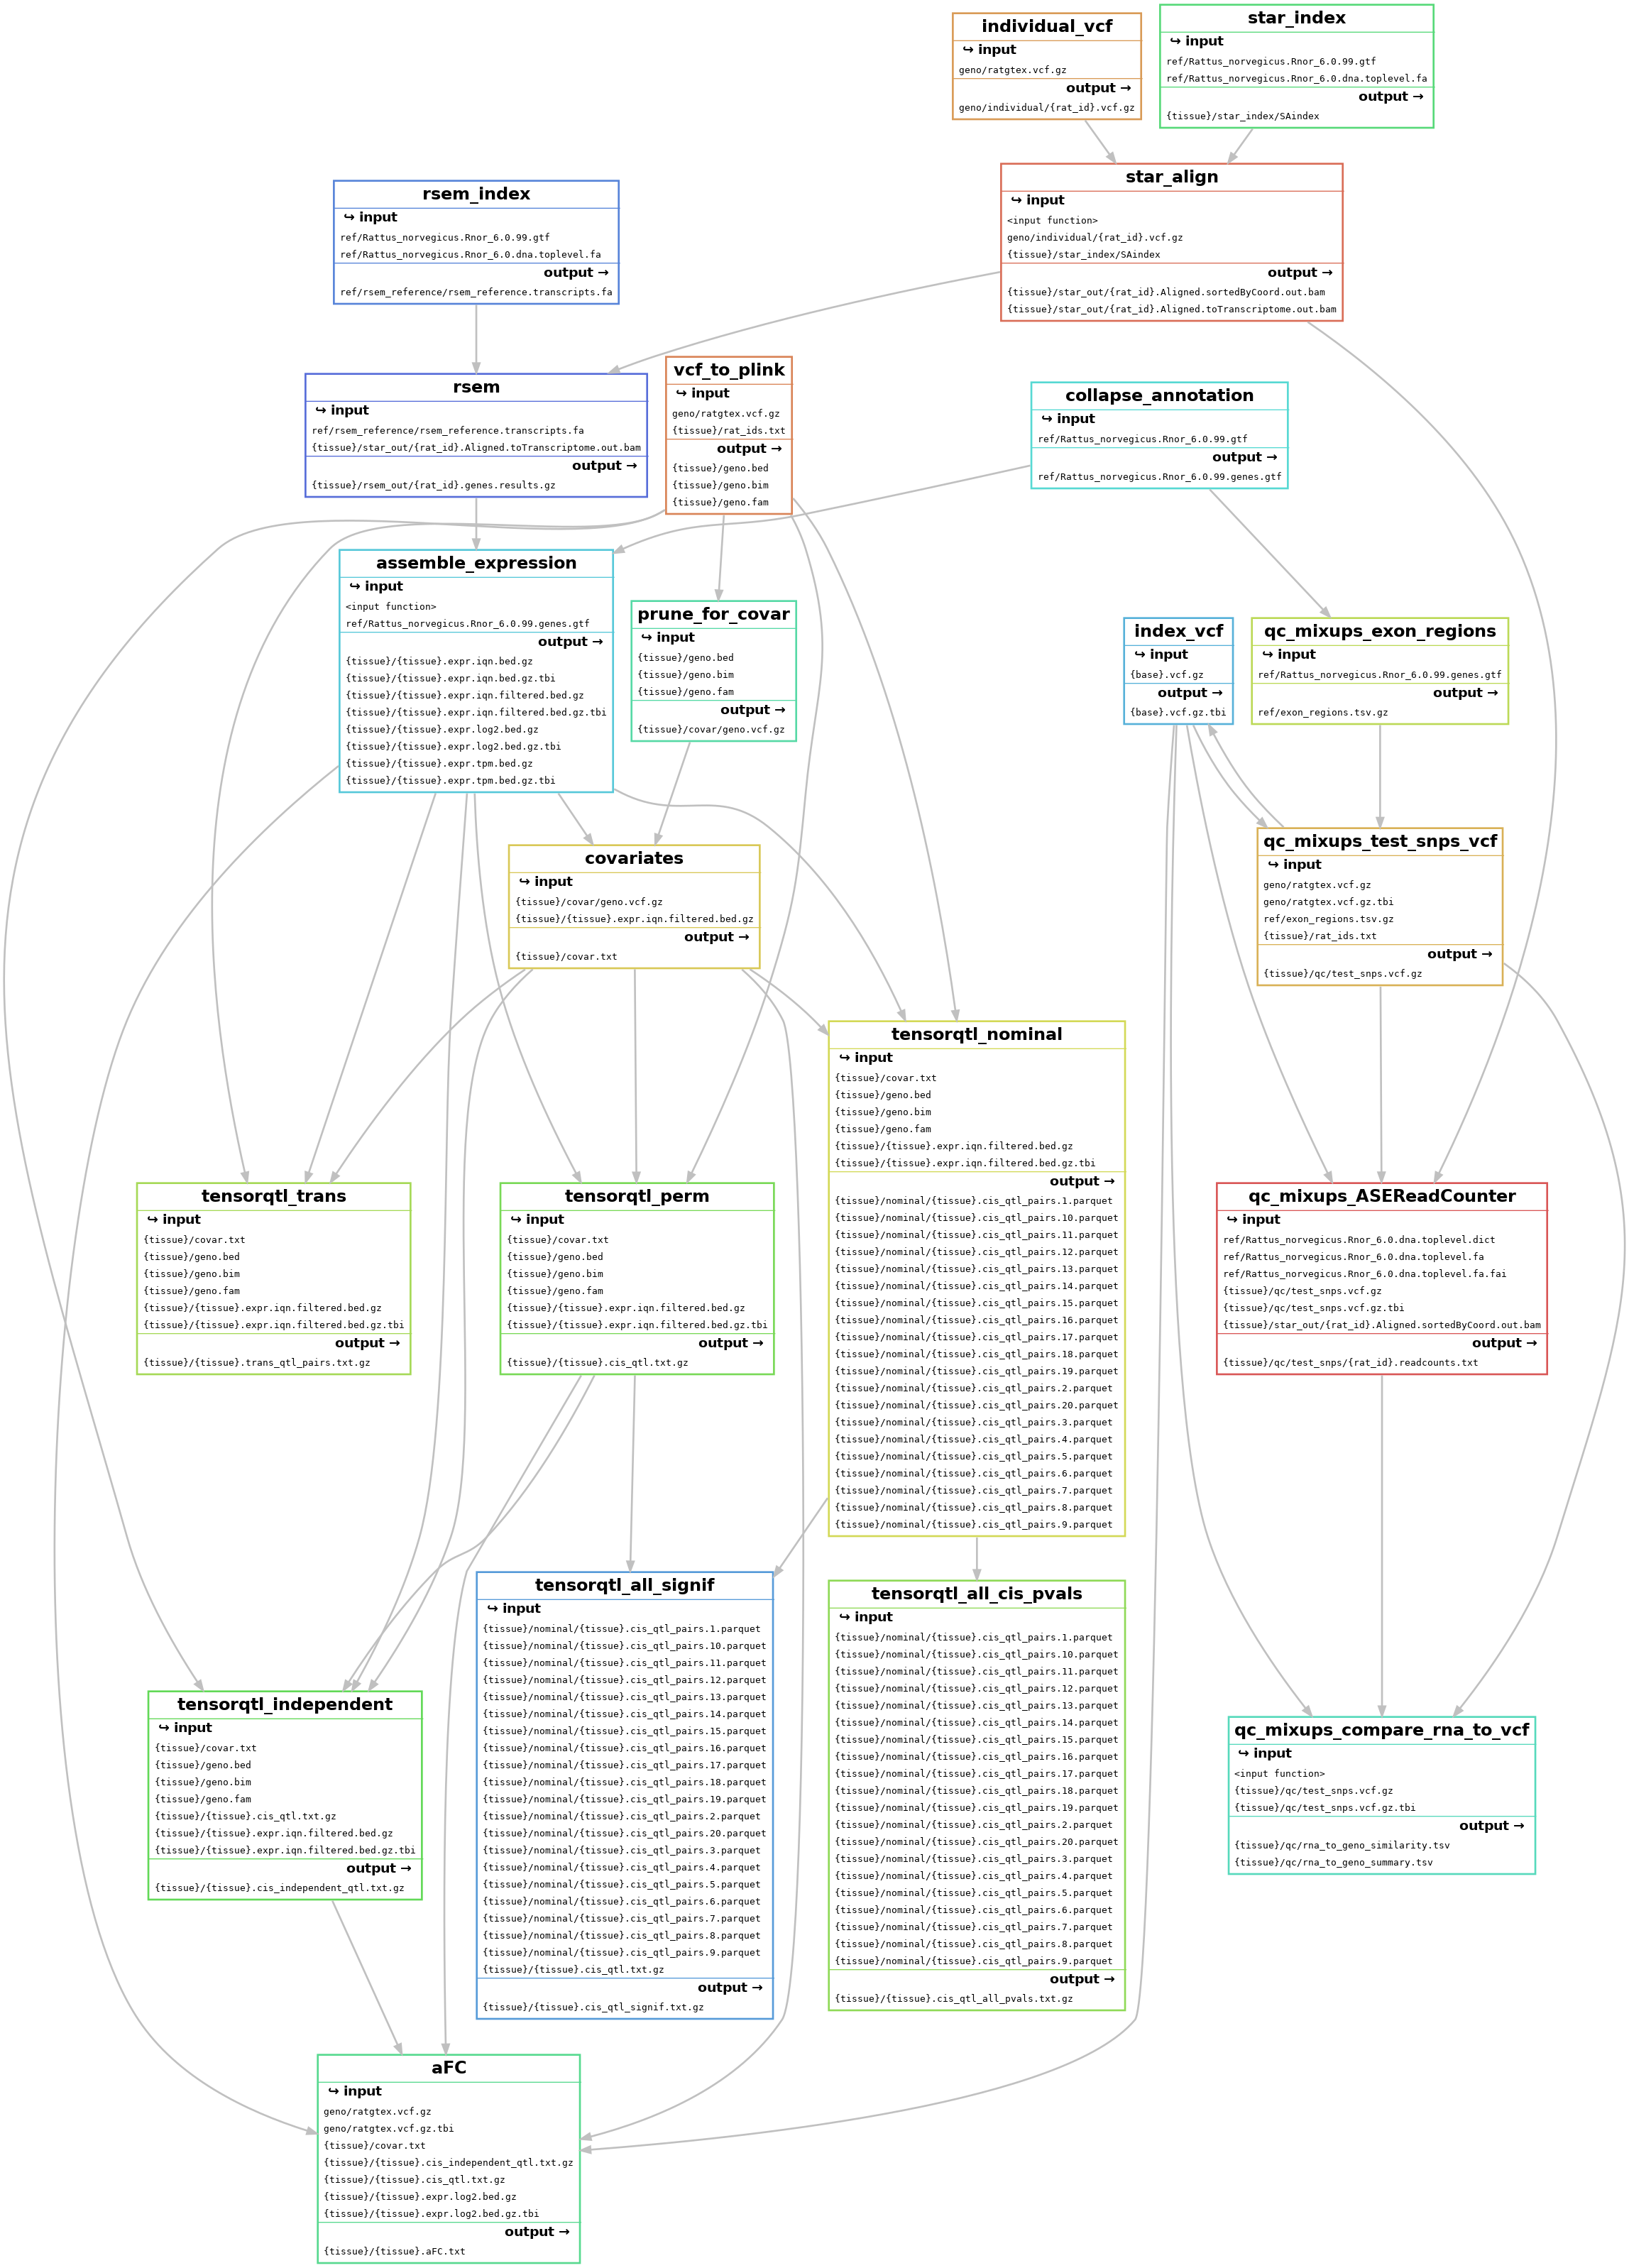 individual_vcf
↪ input
geno/ratgtex.vcf.gz
output →
geno/individual/{rat_id}.vcf.gz
star_index
↪ input
ref/Rattus_norvegicus.Rnor_6.0.99.gtf
ref/Rattus_norvegicus.Rnor_6.0.dna.toplevel.fa
output →
{tissue}/star_index/SAindex
star_align
↪ input
<input function>
geno/individual/{rat_id}.vcf.gz
{tissue}/star_index/SAindex
output →
{tissue}/star_out/{rat_id}.Aligned.sortedByCoord.out.bam
{tissue}/star_out/{rat_id}.Aligned.toTranscriptome.out.bam
rsem_index
↪ input
ref/Rattus_norvegicus.Rnor_6.0.99.gtf
ref/Rattus_norvegicus.Rnor_6.0.dna.toplevel.fa
output →
ref/rsem_reference/rsem_reference.transcripts.fa
rsem
↪ input
ref/rsem_reference/rsem_reference.transcripts.fa
{tissue}/star_out/{rat_id}.Aligned.toTranscriptome.out.bam
output →
{tissue}/rsem_out/{rat_id}.genes.results.gz
vcf_to_plink
↪ input
geno/ratgtex.vcf.gz
{tissue}/rat_ids.txt
output →
{tissue}/geno.bed
{tissue}/geno.bim
{tissue}/geno.fam
collapse_annotation
↪ input
ref/Rattus_norvegicus.Rnor_6.0.99.gtf
output →
ref/Rattus_norvegicus.Rnor_6.0.99.genes.gtf
assemble_expression
↪ input
<input function>
ref/Rattus_norvegicus.Rnor_6.0.99.genes.gtf
output →
{tissue}/{tissue}.expr.iqn.bed.gz
{tissue}/{tissue}.expr.iqn.bed.gz.tbi
{tissue}/{tissue}.expr.iqn.filtered.bed.gz
{tissue}/{tissue}.expr.iqn.filtered.bed.gz.tbi
{tissue}/{tissue}.expr.log2.bed.gz
{tissue}/{tissue}.expr.log2.bed.gz.tbi
{tissue}/{tissue}.expr.tpm.bed.gz
{tissue}/{tissue}.expr.tpm.bed.gz.tbi
prune_for_covar
↪ input
{tissue}/geno.bed
{tissue}/geno.bim
{tissue}/geno.fam
output →
{tissue}/covar/geno.vcf.gz
index_vcf
↪ input
{base}.vcf.gz
output →
{base}.vcf.gz.tbi
qc_mixups_exon_regions
↪ input
ref/Rattus_norvegicus.Rnor_6.0.99.genes.gtf
output →
ref/exon_regions.tsv.gz
covariates
↪ input
{tissue}/covar/geno.vcf.gz
{tissue}/{tissue}.expr.iqn.filtered.bed.gz
output →
{tissue}/covar.txt
qc_mixups_test_snps_vcf
↪ input
geno/ratgtex.vcf.gz
geno/ratgtex.vcf.gz.tbi
ref/exon_regions.tsv.gz
{tissue}/rat_ids.txt
output →
{tissue}/qc/test_snps.vcf.gz
tensorqtl_nominal
↪ input
{tissue}/covar.txt
{tissue}/geno.bed
{tissue}/geno.bim
{tissue}/geno.fam
{tissue}/{tissue}.expr.iqn.filtered.bed.gz
{tissue}/{tissue}.expr.iqn.filtered.bed.gz.tbi
output →
{tissue}/nominal/{tissue}.cis_qtl_pairs.1.parquet
{tissue}/nominal/{tissue}.cis_qtl_pairs.10.parquet
{tissue}/nominal/{tissue}.cis_qtl_pairs.11.parquet
{tissue}/nominal/{tissue}.cis_qtl_pairs.12.parquet
{tissue}/nominal/{tissue}.cis_qtl_pairs.13.parquet
{tissue}/nominal/{tissue}.cis_qtl_pairs.14.parquet
{tissue}/nominal/{tissue}.cis_qtl_pairs.15.parquet
{tissue}/nominal/{tissue}.cis_qtl_pairs.16.parquet
{tissue}/nominal/{tissue}.cis_qtl_pairs.17.parquet
{tissue}/nominal/{tissue}.cis_qtl_pairs.18.parquet
{tissue}/nominal/{tissue}.cis_qtl_pairs.19.parquet
{tissue}/nominal/{tissue}.cis_qtl_pairs.2.parquet
{tissue}/nominal/{tissue}.cis_qtl_pairs.20.parquet
{tissue}/nominal/{tissue}.cis_qtl_pairs.3.parquet
{tissue}/nominal/{tissue}.cis_qtl_pairs.4.parquet
{tissue}/nominal/{tissue}.cis_qtl_pairs.5.parquet
{tissue}/nominal/{tissue}.cis_qtl_pairs.6.parquet
{tissue}/nominal/{tissue}.cis_qtl_pairs.7.parquet
{tissue}/nominal/{tissue}.cis_qtl_pairs.8.parquet
{tissue}/nominal/{tissue}.cis_qtl_pairs.9.parquet
tensorqtl_trans
↪ input
{tissue}/covar.txt
{tissue}/geno.bed
{tissue}/geno.bim
{tissue}/geno.fam
{tissue}/{tissue}.expr.iqn.filtered.bed.gz
{tissue}/{tissue}.expr.iqn.filtered.bed.gz.tbi
output →
{tissue}/{tissue}.trans_qtl_pairs.txt.gz
tensorqtl_perm
↪ input
{tissue}/covar.txt
{tissue}/geno.bed
{tissue}/geno.bim
{tissue}/geno.fam
{tissue}/{tissue}.expr.iqn.filtered.bed.gz
{tissue}/{tissue}.expr.iqn.filtered.bed.gz.tbi
output →
{tissue}/{tissue}.cis_qtl.txt.gz
qc_mixups_ASEReadCounter
↪ input
ref/Rattus_norvegicus.Rnor_6.0.dna.toplevel.dict
ref/Rattus_norvegicus.Rnor_6.0.dna.toplevel.fa
ref/Rattus_norvegicus.Rnor_6.0.dna.toplevel.fa.fai
{tissue}/qc/test_snps.vcf.gz
{tissue}/qc/test_snps.vcf.gz.tbi
{tissue}/star_out/{rat_id}.Aligned.sortedByCoord.out.bam
output →
{tissue}/qc/test_snps/{rat_id}.readcounts.txt
tensorqtl_all_signif
↪ input
{tissue}/nominal/{tissue}.cis_qtl_pairs.1.parquet
{tissue}/nominal/{tissue}.cis_qtl_pairs.10.parquet
{tissue}/nominal/{tissue}.cis_qtl_pairs.11.parquet
{tissue}/nominal/{tissue}.cis_qtl_pairs.12.parquet
{tissue}/nominal/{tissue}.cis_qtl_pairs.13.parquet
{tissue}/nominal/{tissue}.cis_qtl_pairs.14.parquet
{tissue}/nominal/{tissue}.cis_qtl_pairs.15.parquet
{tissue}/nominal/{tissue}.cis_qtl_pairs.16.parquet
{tissue}/nominal/{tissue}.cis_qtl_pairs.17.parquet
{tissue}/nominal/{tissue}.cis_qtl_pairs.18.parquet
{tissue}/nominal/{tissue}.cis_qtl_pairs.19.parquet
{tissue}/nominal/{tissue}.cis_qtl_pairs.2.parquet
{tissue}/nominal/{tissue}.cis_qtl_pairs.20.parquet
{tissue}/nominal/{tissue}.cis_qtl_pairs.3.parquet
{tissue}/nominal/{tissue}.cis_qtl_pairs.4.parquet
{tissue}/nominal/{tissue}.cis_qtl_pairs.5.parquet
{tissue}/nominal/{tissue}.cis_qtl_pairs.6.parquet
{tissue}/nominal/{tissue}.cis_qtl_pairs.7.parquet
{tissue}/nominal/{tissue}.cis_qtl_pairs.8.parquet
{tissue}/nominal/{tissue}.cis_qtl_pairs.9.parquet
{tissue}/{tissue}.cis_qtl.txt.gz
output →
{tissue}/{tissue}.cis_qtl_signif.txt.gz
tensorqtl_all_cis_pvals
↪ input
{tissue}/nominal/{tissue}.cis_qtl_pairs.1.parquet
{tissue}/nominal/{tissue}.cis_qtl_pairs.10.parquet
{tissue}/nominal/{tissue}.cis_qtl_pairs.11.parquet
{tissue}/nominal/{tissue}.cis_qtl_pairs.12.parquet
{tissue}/nominal/{tissue}.cis_qtl_pairs.13.parquet
{tissue}/nominal/{tissue}.cis_qtl_pairs.14.parquet
{tissue}/nominal/{tissue}.cis_qtl_pairs.15.parquet
{tissue}/nominal/{tissue}.cis_qtl_pairs.16.parquet
{tissue}/nominal/{tissue}.cis_qtl_pairs.17.parquet
{tissue}/nominal/{tissue}.cis_qtl_pairs.18.parquet
{tissue}/nominal/{tissue}.cis_qtl_pairs.19.parquet
{tissue}/nominal/{tissue}.cis_qtl_pairs.2.parquet
{tissue}/nominal/{tissue}.cis_qtl_pairs.20.parquet
{tissue}/nominal/{tissue}.cis_qtl_pairs.3.parquet
{tissue}/nominal/{tissue}.cis_qtl_pairs.4.parquet
{tissue}/nominal/{tissue}.cis_qtl_pairs.5.parquet
{tissue}/nominal/{tissue}.cis_qtl_pairs.6.parquet
{tissue}/nominal/{tissue}.cis_qtl_pairs.7.parquet
{tissue}/nominal/{tissue}.cis_qtl_pairs.8.parquet
{tissue}/nominal/{tissue}.cis_qtl_pairs.9.parquet
output →
{tissue}/{tissue}.cis_qtl_all_pvals.txt.gz
tensorqtl_independent
↪ input
{tissue}/covar.txt
{tissue}/geno.bed
{tissue}/geno.bim
{tissue}/geno.fam
{tissue}/{tissue}.cis_qtl.txt.gz
{tissue}/{tissue}.expr.iqn.filtered.bed.gz
{tissue}/{tissue}.expr.iqn.filtered.bed.gz.tbi
output →
{tissue}/{tissue}.cis_independent_qtl.txt.gz
qc_mixups_compare_rna_to_vcf
↪ input
<input function>
{tissue}/qc/test_snps.vcf.gz
{tissue}/qc/test_snps.vcf.gz.tbi
output →
{tissue}/qc/rna_to_geno_similarity.tsv
{tissue}/qc/rna_to_geno_summary.tsv
aFC
↪ input
geno/ratgtex.vcf.gz
geno/ratgtex.vcf.gz.tbi
{tissue}/covar.txt
{tissue}/{tissue}.cis_independent_qtl.txt.gz
{tissue}/{tissue}.cis_qtl.txt.gz
{tissue}/{tissue}.expr.log2.bed.gz
{tissue}/{tissue}.expr.log2.bed.gz.tbi
output →
{tissue}/{tissue}.aFC.txt